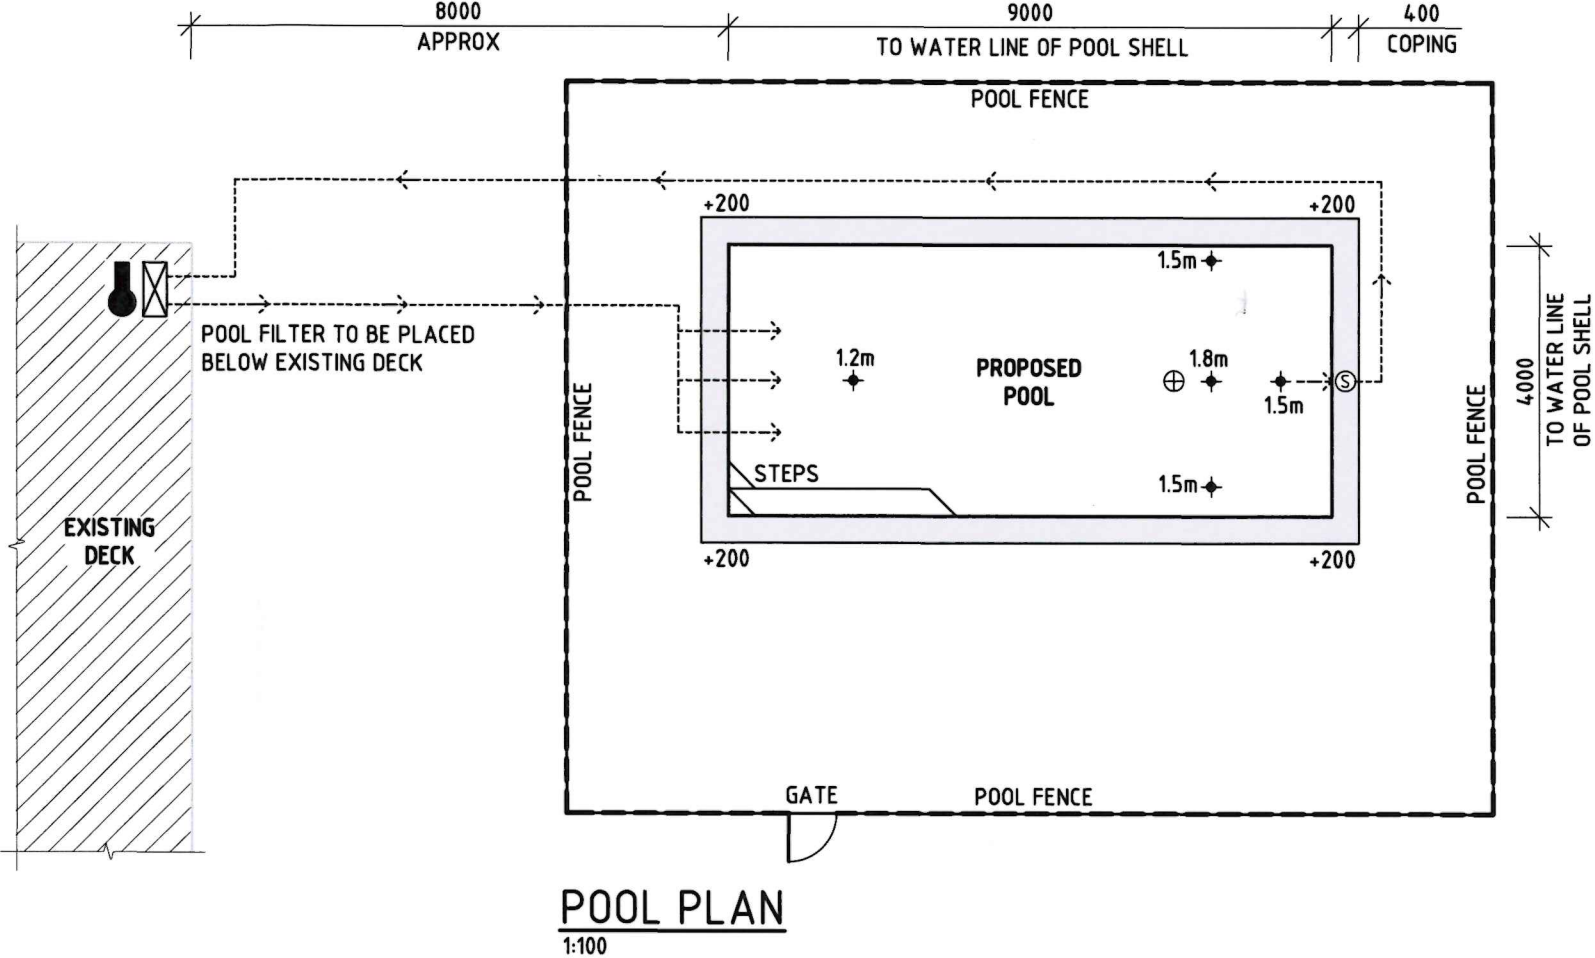 8000
APPROX
9000
TO WATER LINE OF POOL SHELL
400
COPING
POOL FENCE
+200
+200
1.5m
POOL FILTER TO BE PLACED
BELOW EXISTING DECK
1.2m
PROPOSED
POOL
1.8m
S
1.5m
4000
TO WATER LINE
OF POOL SHELL
POOL FENCE
POOL FENCE
STEPS
1.5m
EXISTING
DECK
+200
+200
GATE
POOL FENCE
POOL PLAN
1:100